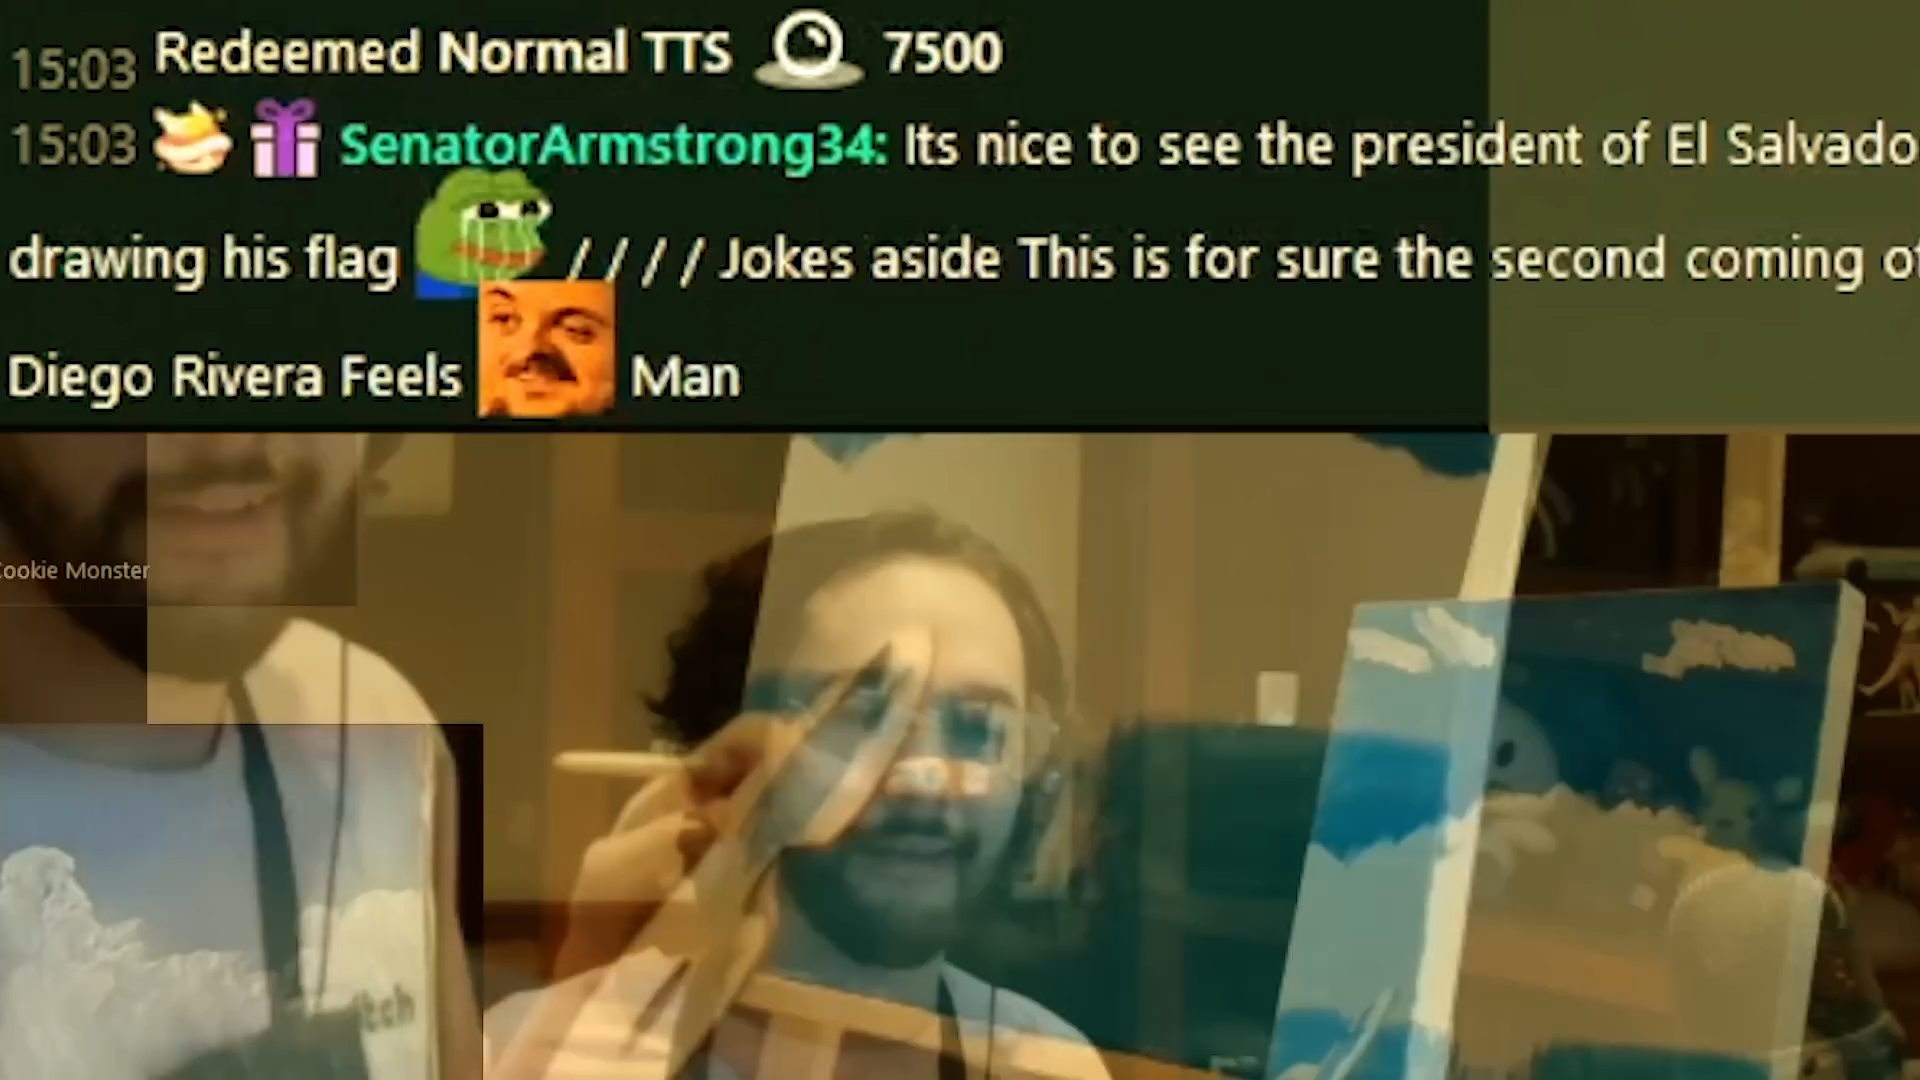 15:03 Redeemed Normal TTS 7500
15:03 SenatorArmstrong34: Its nice to see the president of El Salvado
drawing his flag //// Jokes aside This is for sure the second coming of
Diego Rivera Feels Man
Cookie Monster